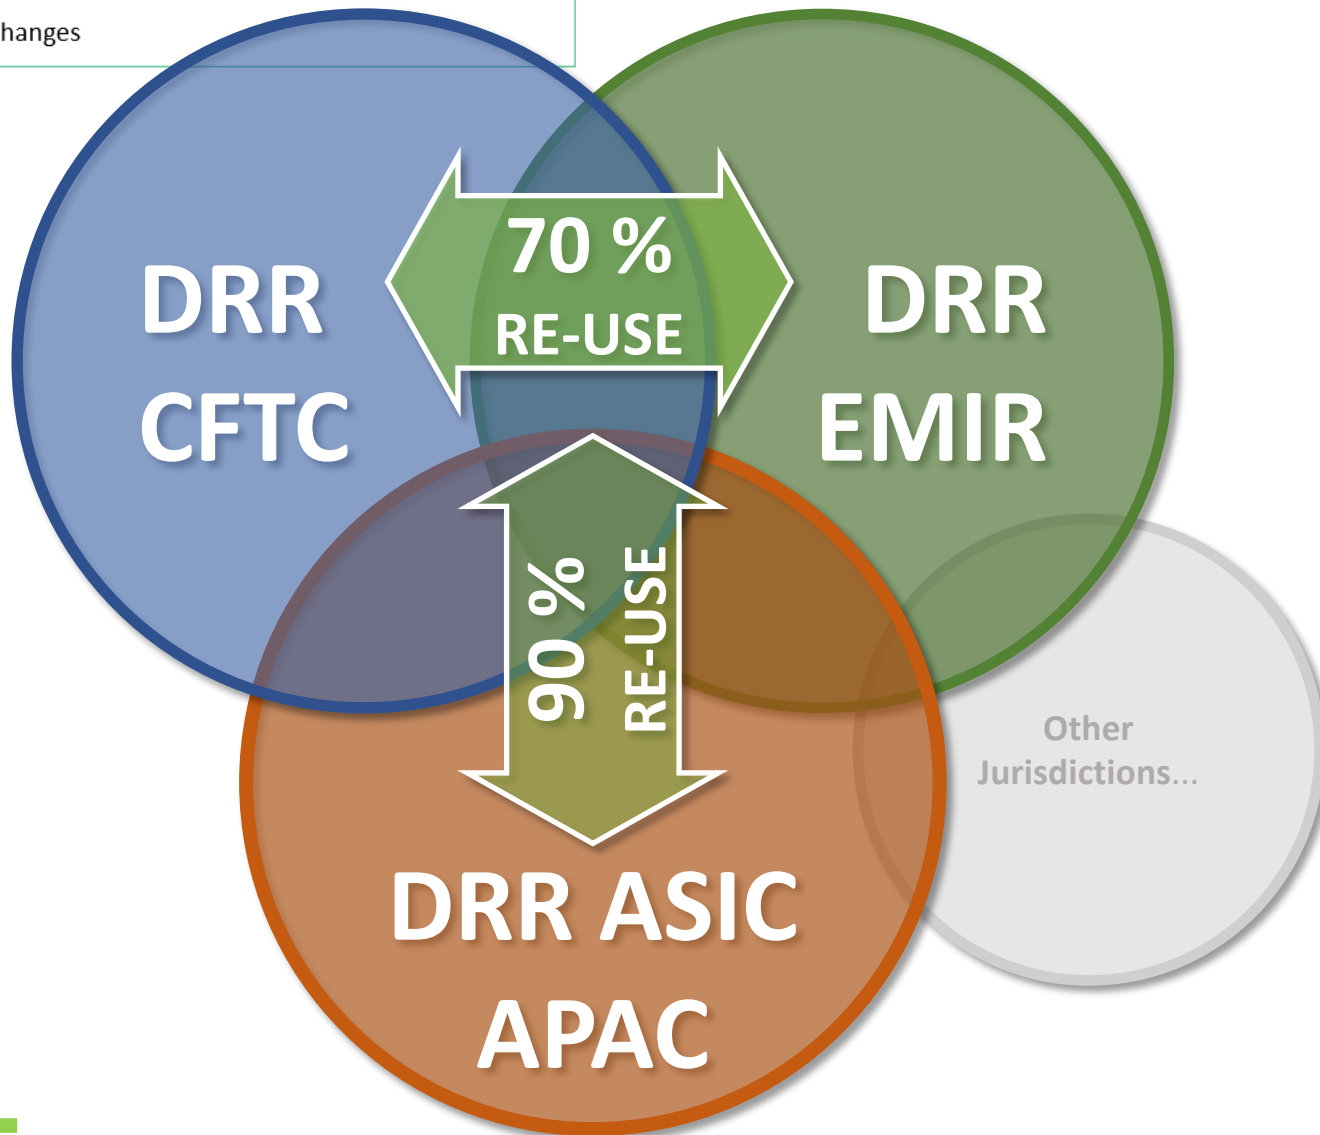 hanges
70 %
RE-USE
DRR
CFTC
DRR
EMIR
90 %
RE-USE
Other
Jurisdictions...
DRR ASIC
APAC